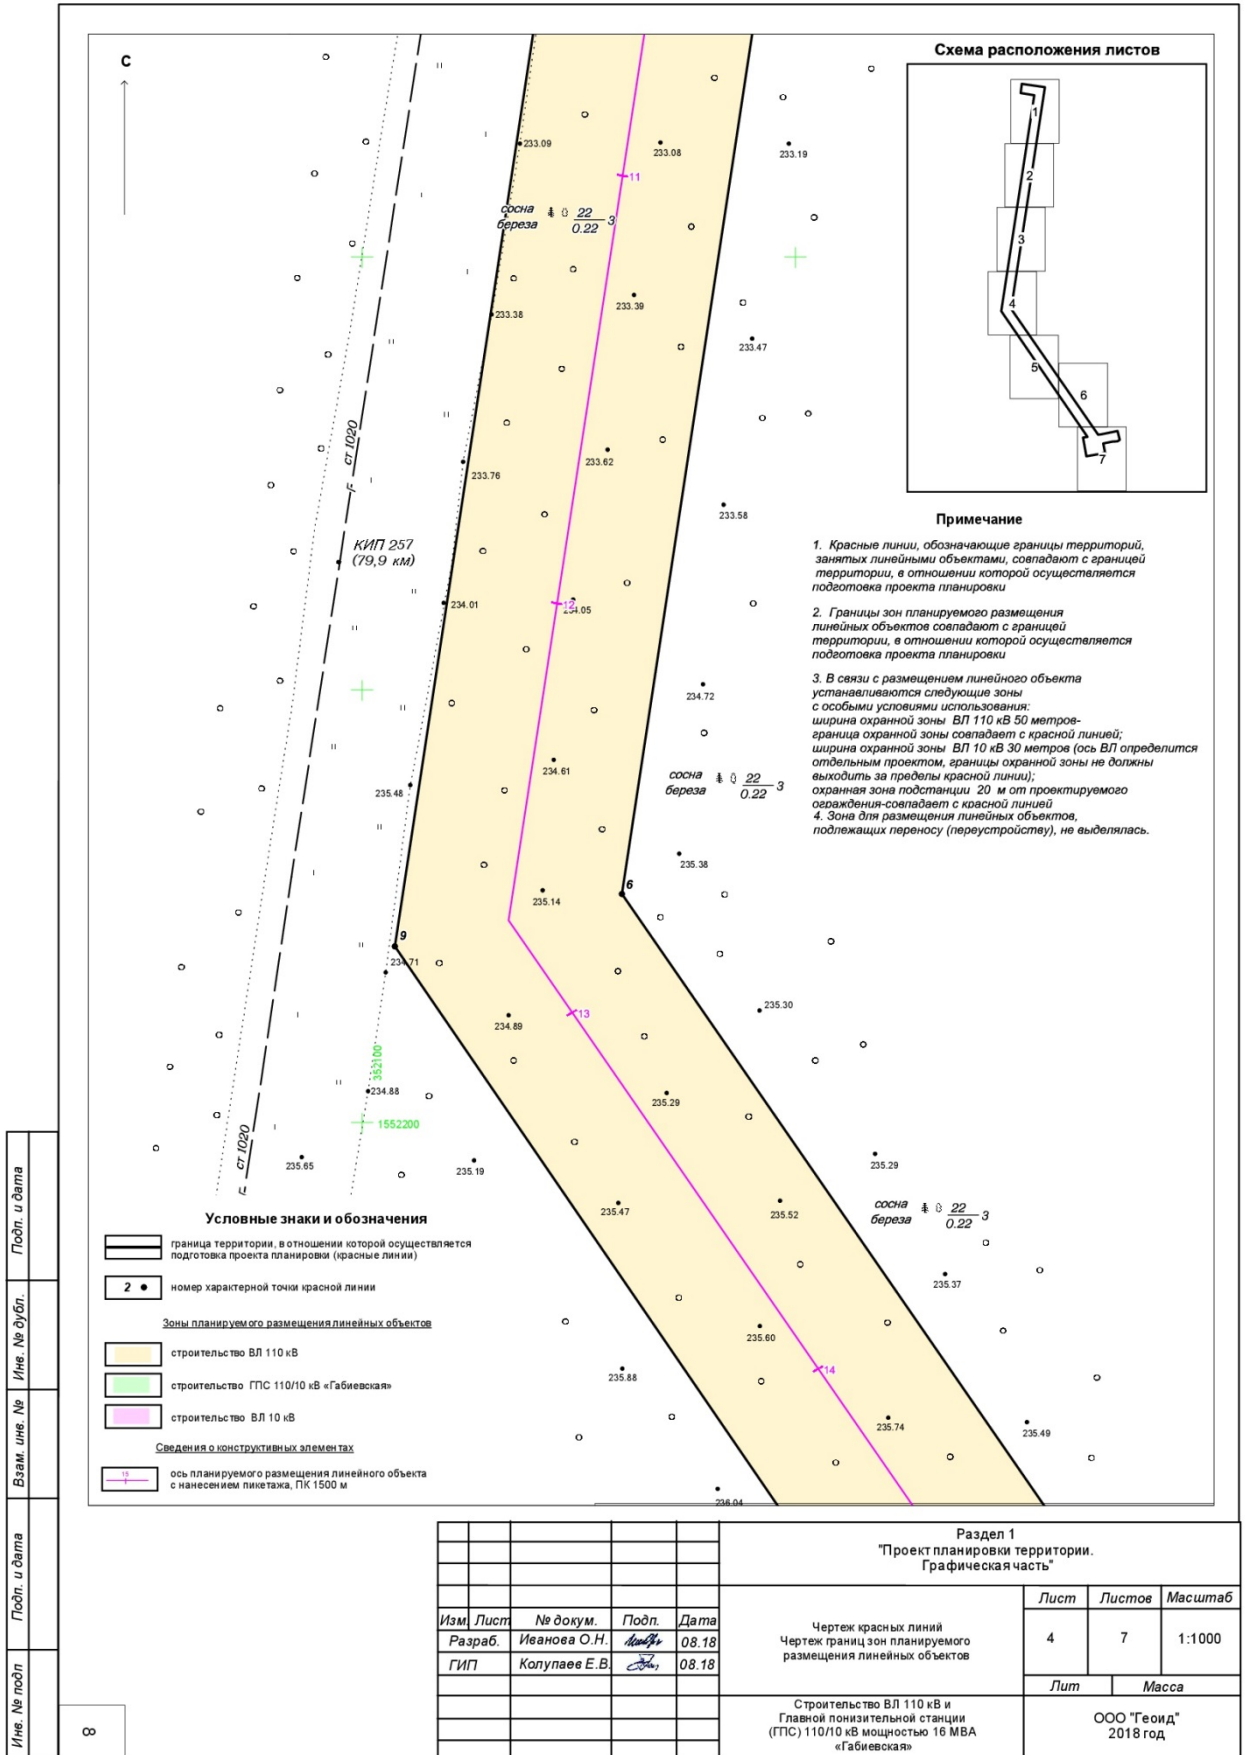 С
Схема расположения листов
1
2
3
4
5
6
7
233.09
233.08
233.19
11
сосна
береза
22
0.22
3
233.38
233.39
233.47
г. ст 1020
233.76
233.62
233.58
КИП 257
(79,9 км)
234.01
12
234.05
234.72
234.61
235.48
сосна
береза
22
0.22
3
235.38
235.14
6
9
234.71
235.30
234.89
13
352100
234.88
235.29
1552200
г. ст 1020
235.65
235.19
235.29
235.47
235.52
сосна
береза
22
0.22
3
235.37
235.60
235.88
14
235.74
235.49
236.04
Примечание
1. Красные линии, обозначающие границы территорий,
занятых линейными объектами, совпадают с границей
территории, в отношении которой осуществляется
подготовка проекта планировки
2. Границы зон планируемого размещения
линейных объектов совпадают с границей
территории, в отношении которой осуществляется
подготовка проекта планировки
3. В связи с размещением линейного объекта
устанавливаются следующие зоны
с особыми условиями использования:
ширина охранной зоны ВЛ 110 кВ 50 метров-
граница охранной зоны совпадает с красной линией;
ширина охранной зоны ВЛ 10 кВ 30 метров (ось ВЛ определится
отдельным проектом, границы охранной зоны не должны
выходить за пределы красной линии);
охранная зона подстанции 20 м от проектируемого
ограждения-совпадает с красной линией
4. Зона для размещения линейных объектов,
подлежащих переносу (переустройству), не выделялась.
Условные знаки и обозначения
граница территории, в отношении которой осуществляется
подготовка проекта планировки (красные линии)
2
номер характерной точки красной линии
Зоны планируемого размещения линейных объектов
строительство ВЛ 110 кВ
строительство ГПС 110/10 кВ «Габиевская»
строительство ВЛ 10 кВ
Сведения о конструктивных элементах
15
ось планируемого размещения линейного объекта
с нанесением пикетажа, ПК 1500 м
Подп. и дата
Инв. № дубл.
Взам. инв. №
Подп. и дата
Инв. № подп
8
Раздел 1
"Проект планировки территории.
Графическая часть"
Изм. Лист № докум. Подп. Дата
Разраб. Иванова О.Н. 08.18
ГИП Колупаев Е.В. 08.18
Чертеж красных линий
Чертеж границ зон планируемого
размещения линейных объектов
Лист Листов Масштаб
4 7 1:1000
Лит Масса
Строительство ВЛ 110 кВ и
Главной понизительной станции
(ГПС) 110/10 кВ мощностью 16 МВА
«Габиевская»
ООО "Геоид"
2018 год